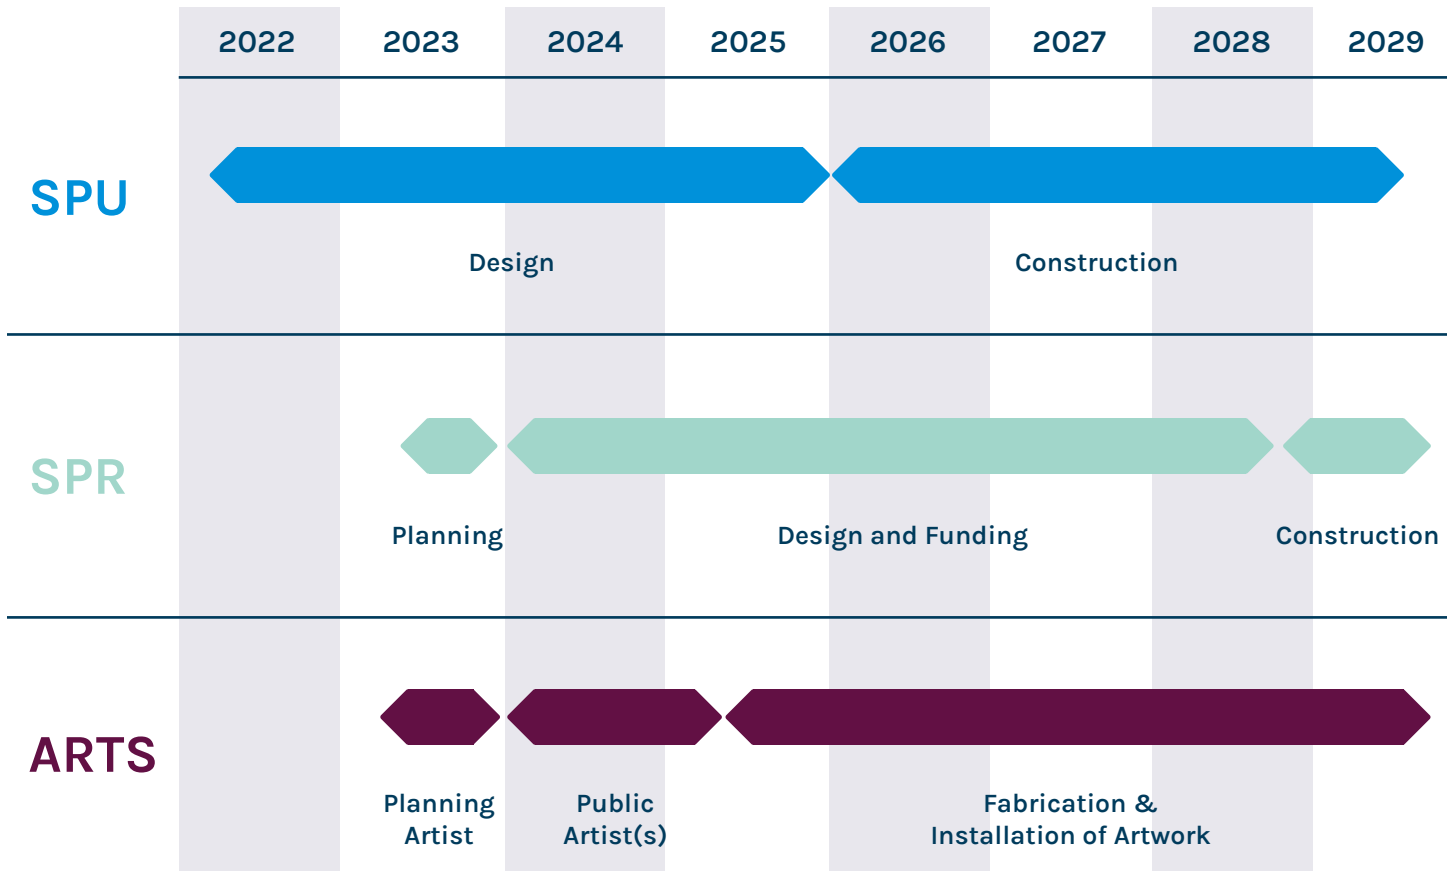 2022 2023 2024 2025 2026 2027 2028 2029
SPU
Design Construction
SPR
Planning Design and Funding Construction
ARTS
Planning Public Fabrication &
Artist Artist(s) Installation of Artwork